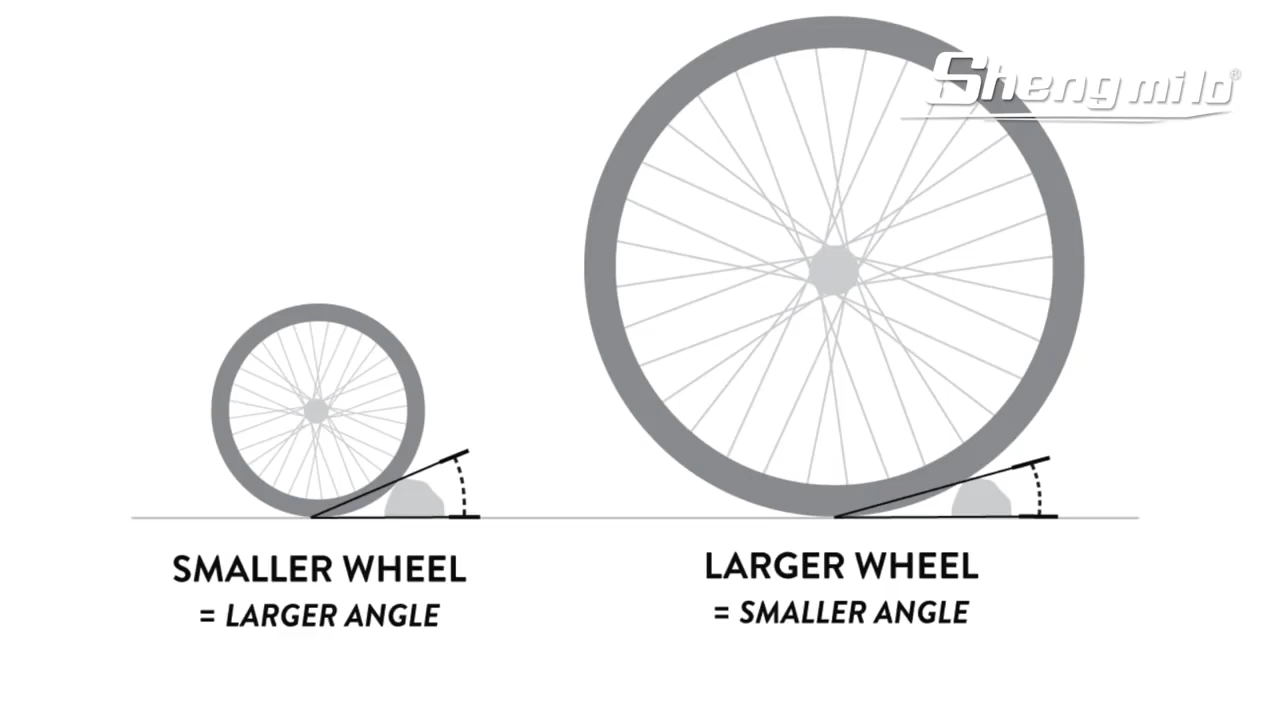 Shengmilo®
SMALLER WHEEL
= LARGER ANGLE
LARGER WHEEL
= SMALLER ANGLE